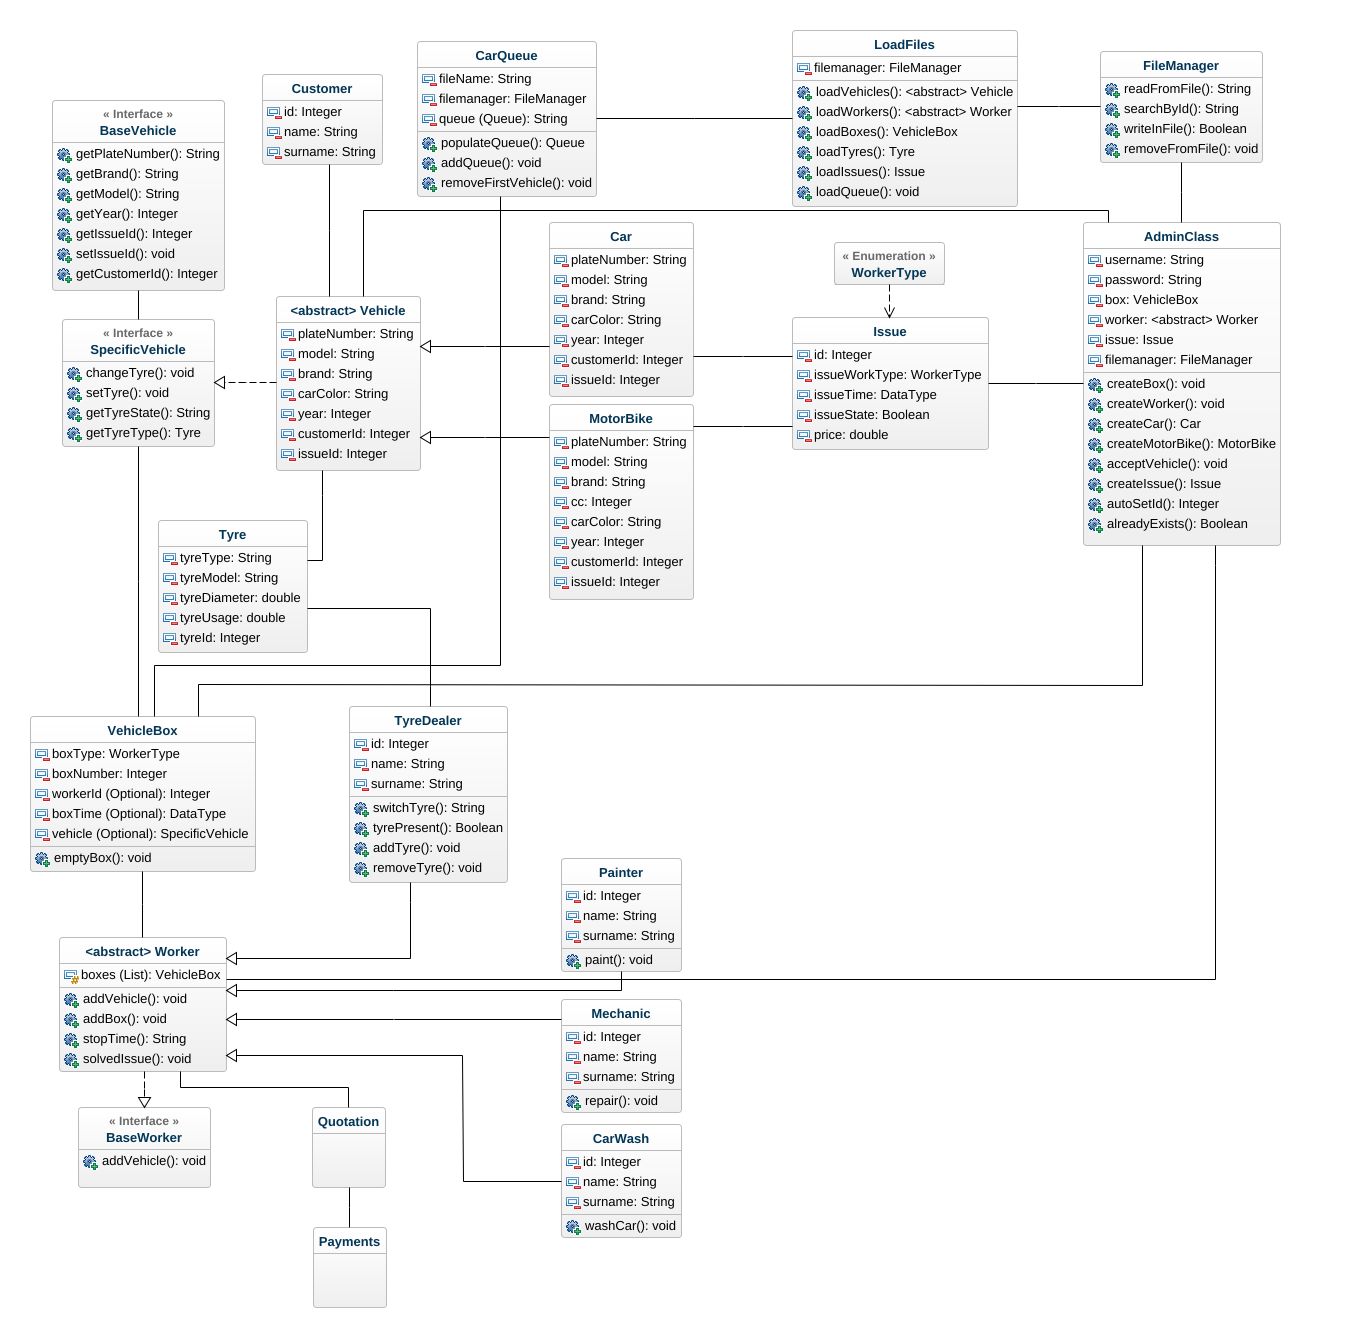 « Interface »
BaseVehicle
getPlateNumber(): String
getBrand(): String
getModel(): String
getYear(): Integer
getIssueId(): Integer
setIssueId(): void
getCustomerId(): Integer
Customer
id: Integer
name: String
surname: String
CarQueue
fileName: String
filemanager: FileManager
queue (Queue): String
populateQueue(): Queue
addQueue(): void
removeFirstVehicle(): void
LoadFiles
filemanager: FileManager
loadVehicles(): <abstract> Vehicle
loadWorkers(): <abstract> Worker
loadBoxes(): VehicleBox
loadTyres(): Tyre
loadIssues(): Issue
loadQueue(): void
FileManager
readFromFile(): String
searchById(): String
writeInFile(): Boolean
removeFromFile(): void
« Interface »
SpecificVehicle
changeTyre(): void
setTyre(): void
getTyreState(): String
getTyreType(): Tyre
<abstract> Vehicle
plateNumber: String
model: String
brand: String
carColor: String
year: Integer
customerId: Integer
issueId: Integer
Car
plateNumber: String
model: String
brand: String
carColor: String
year: Integer
customerId: Integer
issueId: Integer
« Enumeration »
WorkerType
Issue
id: Integer
issueWorkType: WorkerType
issueTime: DataType
issueState: Boolean
price: double
AdminClass
username: String
password: String
box: VehicleBox
worker: <abstract> Worker
issue: Issue
filemanager: FileManager
createBox(): void
createWorker(): void
createCar(): Car
createMotorBike(): MotorBike
acceptVehicle(): void
createIssue(): Issue
autoSetId(): Integer
alreadyExists(): Boolean
MotorBike
plateNumber: String
model: String
brand: String
cc: Integer
carColor: String
year: Integer
customerId: Integer
issueId: Integer
Tyre
tyreType: String
tyreModel: String
tyreDiameter: double
tyreUsage: double
tyreId: Integer
VehicleBox
boxType: WorkerType
boxNumber: Integer
workerId (Optional): Integer
boxTime (Optional): DataType
vehicle (Optional): SpecificVehicle
emptyBox(): void
TyreDealer
id: Integer
name: String
surname: String
switchTyre(): String
tyrePresent(): Boolean
addTyre(): void
removeTyre(): void
Painter
id: Integer
name: String
surname: String
paint(): void
<abstract> Worker
boxes (List): VehicleBox
addVehicle(): void
addBox(): void
stopTime(): String
solvedIssue(): void
Mechanic
id: Integer
name: String
surname: String
repair(): void
« Interface »
BaseWorker
addVehicle(): void
Quotation
CarWash
id: Integer
name: String
surname: String
washCar(): void
Payments